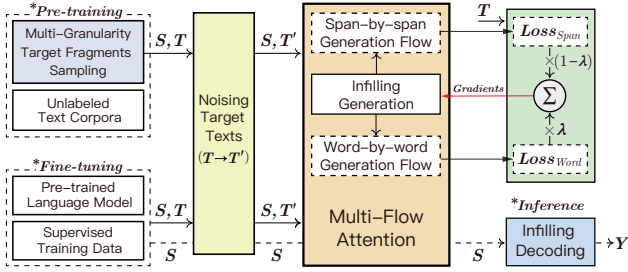 *Pre-training
Multi-Granularity
Target Fragments
Sampling
Unlabeled
Text Corpora
*Fine-tuning
Pre-trained
Language Model
Supervised
Training Data
S, T
S, T
S
Noising
Target
Texts
(T→T′)
S, T′
S, T′
Span-by-span
Generation Flow
Infilling
Generation
Word-by-word
Generation Flow
Multi-Flow
Attention
T
Loss_Span
×(1-λ)
Gradients
Σ
×λ
Loss_Word
*Inference
S
Infilling
Decoding
Y